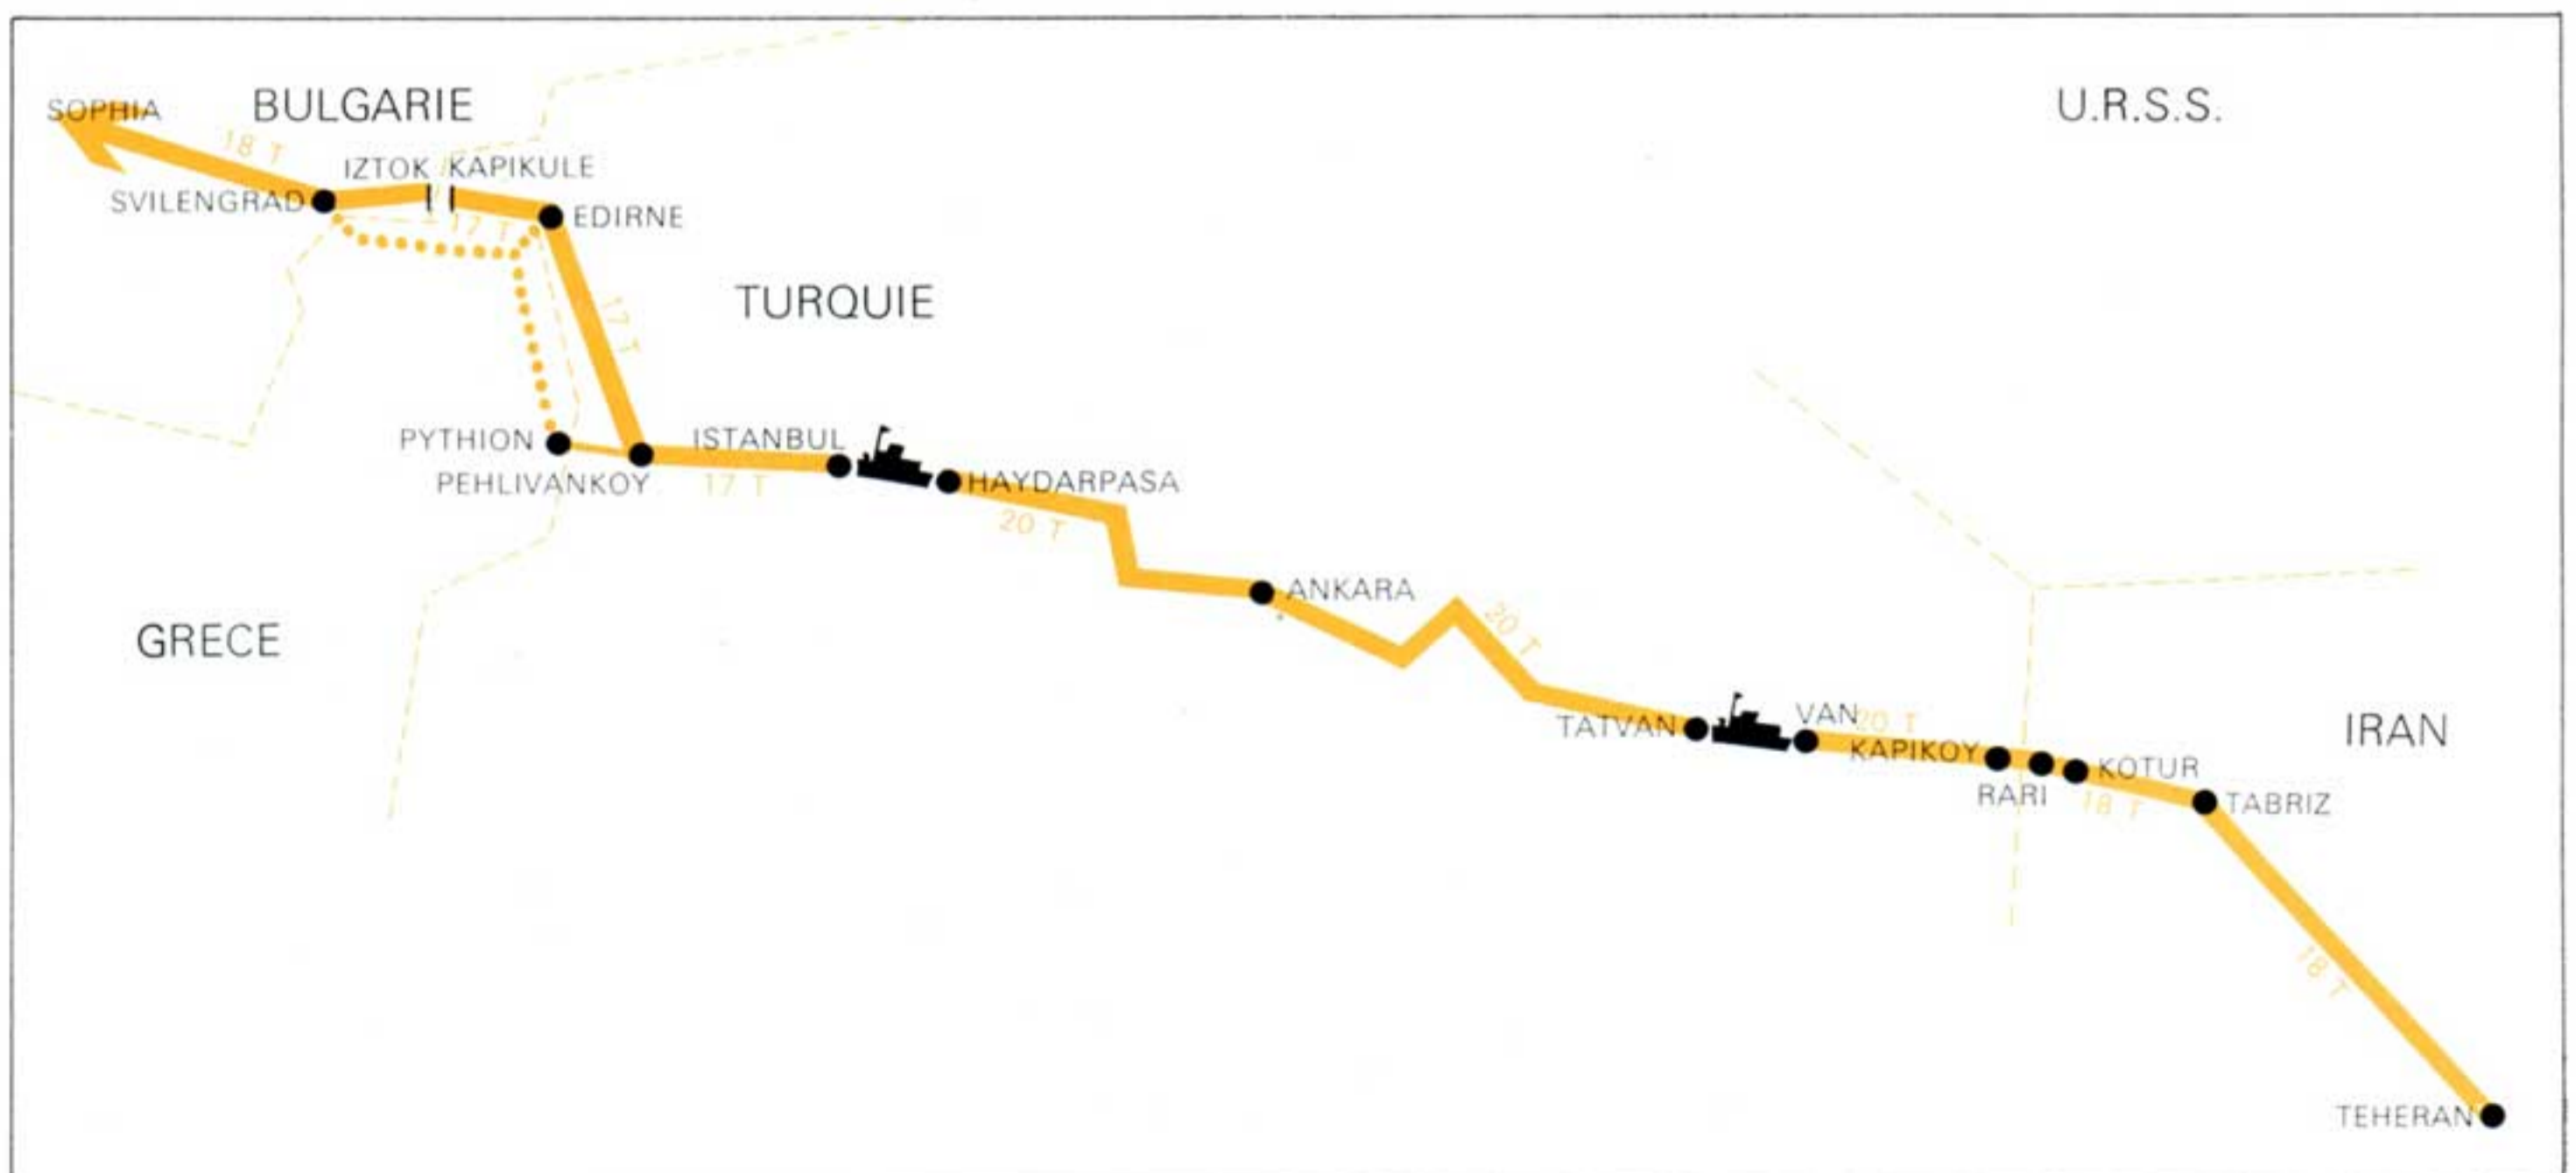 SOPHIA
BULGARIE
U.R.S.S.
18 T
IZTOK
KAPIKULE
SVILENGRAD
EDIRNE
17 T
TURQUIE
17 T
PYTHION
ISTANBUL
PEHLIVANKOY
17 T
HAYDARPASA
20 T
ANKARA
20 T
GRECE
TATVAN
VAN
20 T
KAPIKOY
IRAN
KOTUR
RARI
18 T
TABRIZ
18 T
TEHERAN